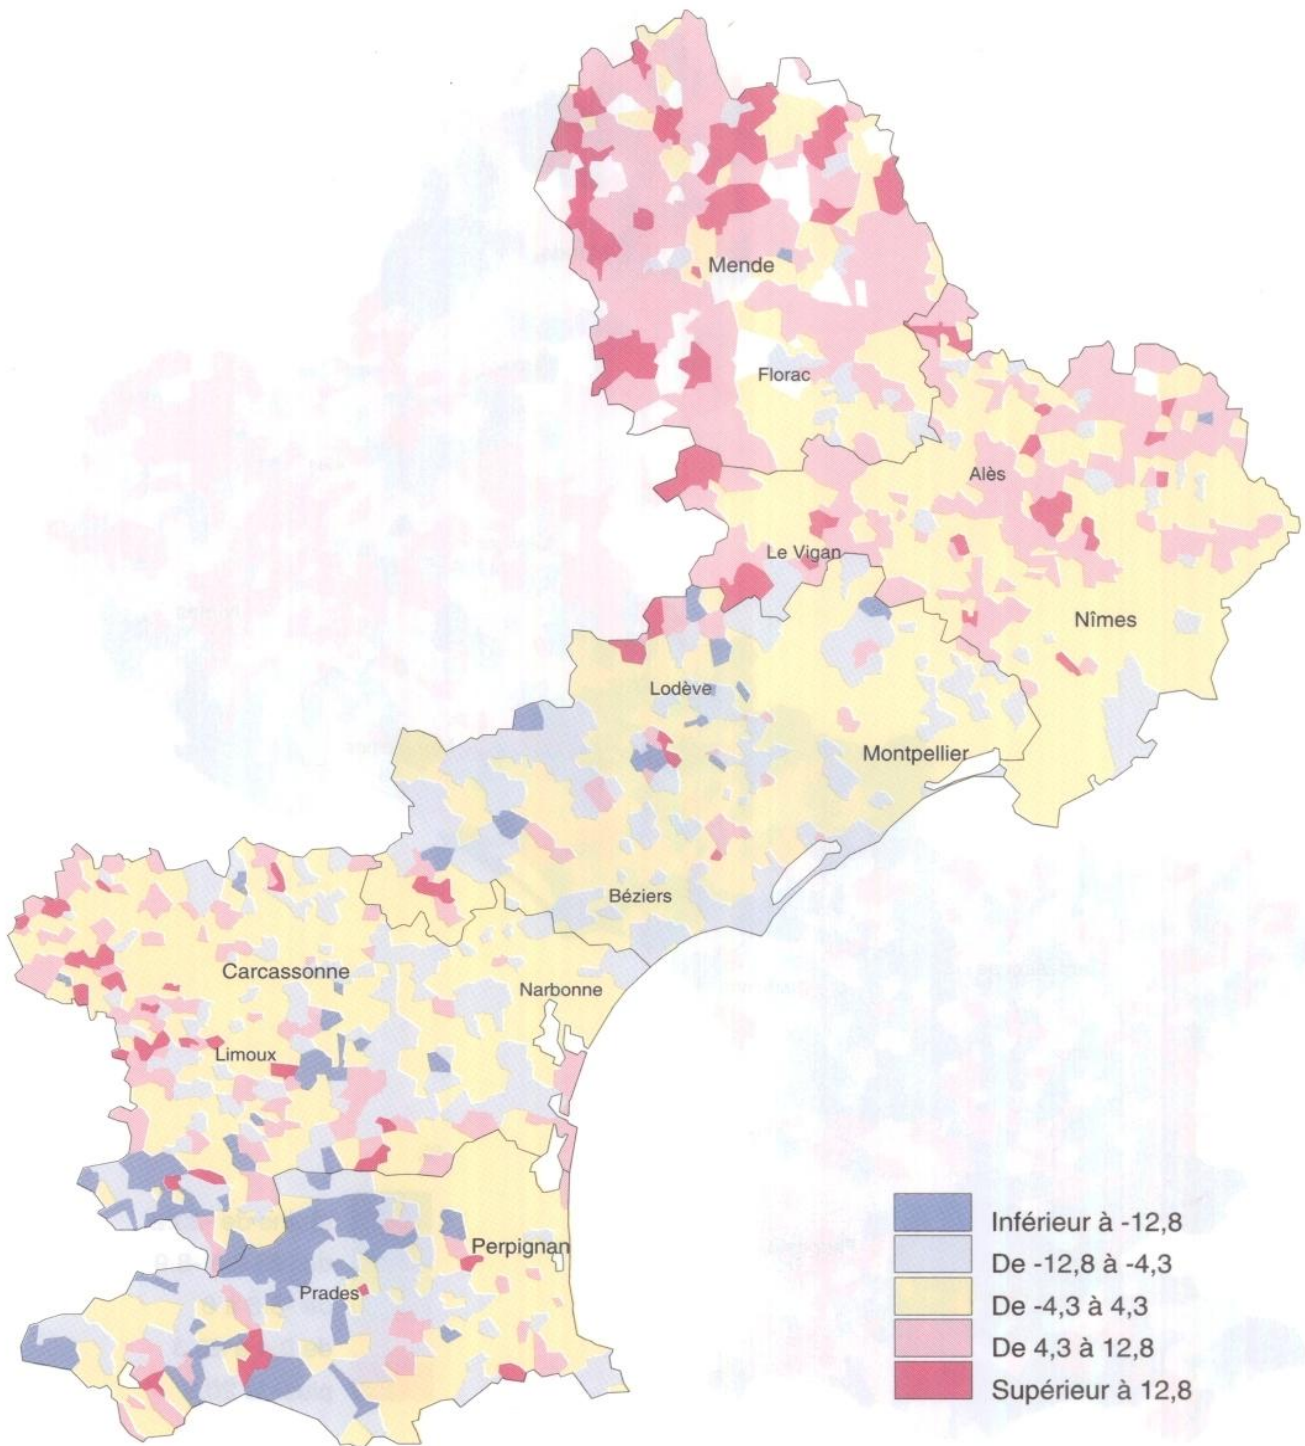 Mende
Florac
Alès
Le Vigan
Nîmes
Lodève
Montpellier
Béziers
Carcassonne
Narbonne
Limoux
Perpignan
Prades
Inférieur à -12,8
De -12,8 à -4,3
De -4,3 à 4,3
De 4,3 à 12,8
Supérieur à 12,8